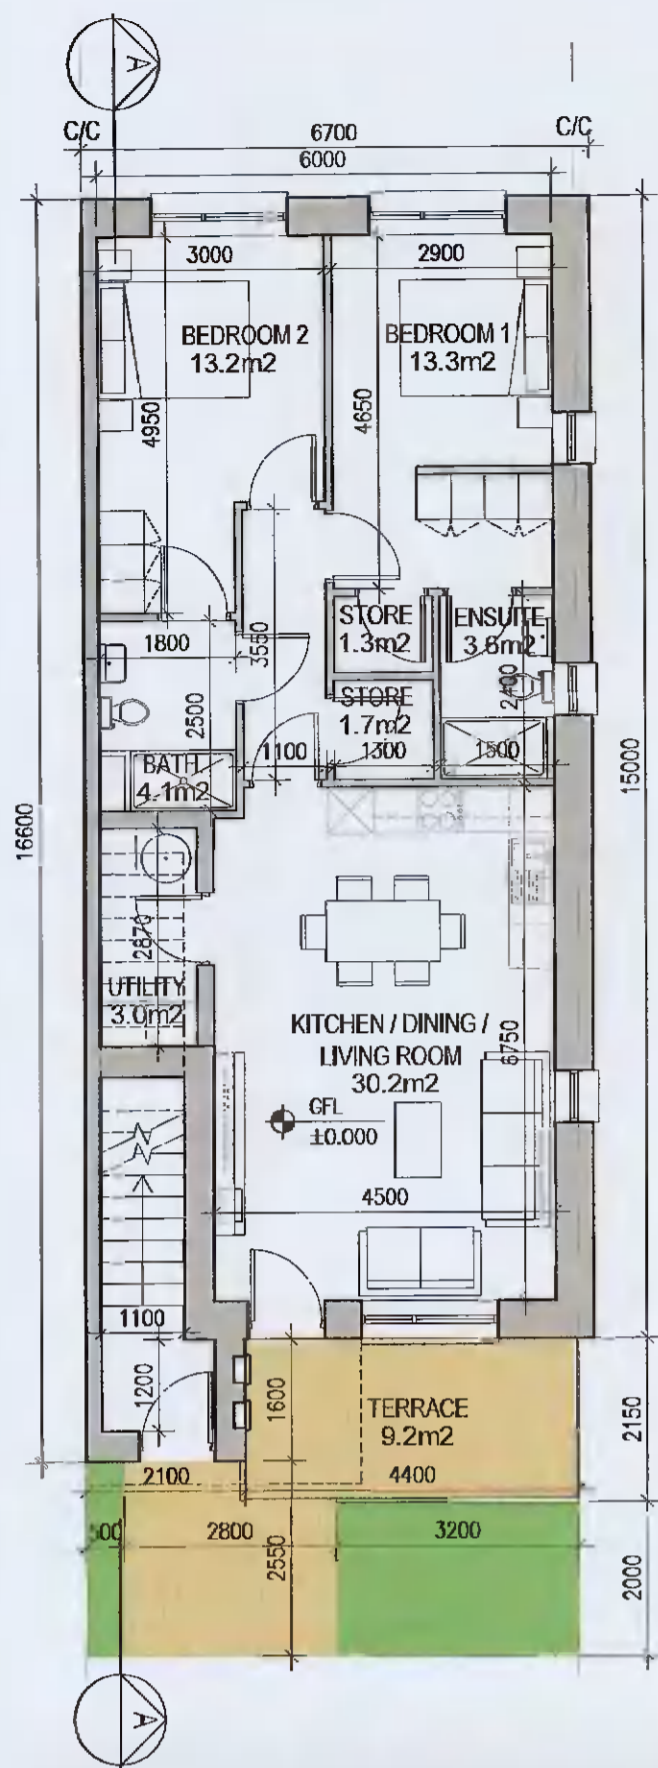 A
C/C
6700
C/C
6000
3000
2900
BEDROOM 2
13.2m2
BEDROOM 1
13.3m2
4950
4650
16600
15000
STORE
1.3m2
ENSUITE
3.6m2
1800
3550
2500
2400
STORE
1.7m2
BATH
4.1m2
1100
1300
1500
2870
UTILITY
3.0m2
KITCHEN / DINING /
LIVING ROOM
30.2m2
6750
GFL
±0.000
4500
1100
1200
1600
TERRACE
9.2m2
2150
2100
4400
500
2800
3200
2550
2000
A